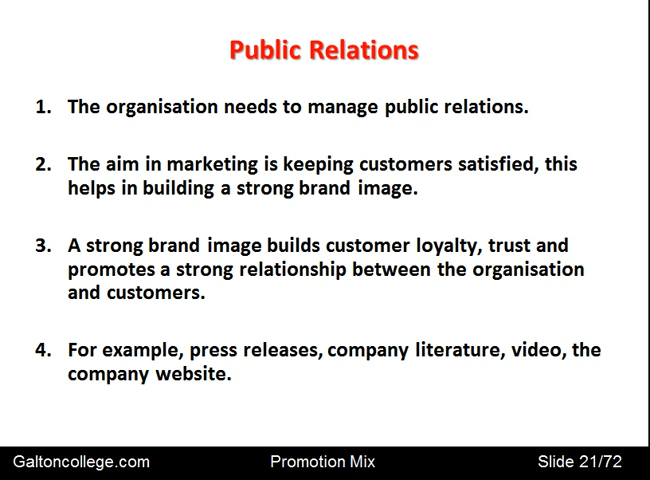 Public Relations
1. The organisation needs to manage public relations.
2. The aim in marketing is keeping customers satisfied, this
helps in building a strong brand image.
3. A strong brand image builds customer loyalty, trust and
promotes a strong relationship between the organisation
and customers.
4. For example, press releases, company literature, video, the
company website.
Galtoncollege.com Promotion Mix Slide 21/72